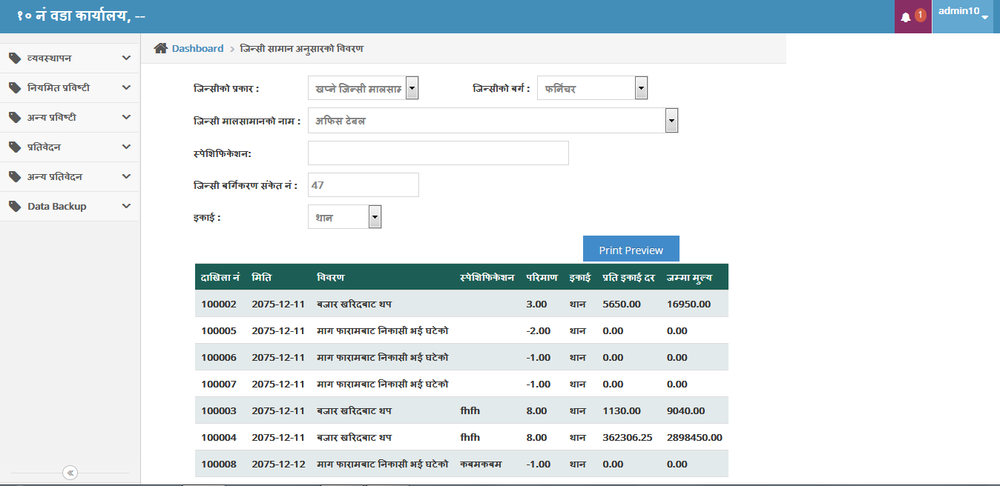 १० नं वडा कार्यालय, --
1
admin10
व्यवस्थापन
नियमित प्रविष्टी
अन्य प्रविष्टी
प्रतिवेदन
अन्य प्रतिवेदन
Data Backup
Dashboard > जिन्सी सामान अनुसारको विवरण
जिन्सीको प्रकार : खप्ने जिन्सी मालसाम जिन्सीको बर्ग : फर्निचर
जिन्सी मालसामानको नाम : अफिस टेबल
स्पेशिफिकेशन:
जिन्सी बर्गिकरण संकेत नं : 47
इकाई : थान
Print Preview
दाखिला नं मिति विवरण स्पेशिफिकेशन परिमाण इकाई प्रति इकाई दर जम्मा मुल्य
100002 2075-12-11 बजार खरिदबाट थप 3.00 थान 5650.00 16950.00
100005 2075-12-11 माग फारामबाट निकासी भई घटेको -2.00 थान 0.00 0.00
100006 2075-12-11 माग फारामबाट निकासी भई घटेको -1.00 थान 0.00 0.00
100007 2075-12-11 माग फारामबाट निकासी भई घटेको -1.00 थान 0.00 0.00
100003 2075-12-11 बजार खरिदबाट थप fhfh 8.00 थान 1130.00 9040.00
100004 2075-12-11 बजार खरिदबाट थप fhfh 8.00 थान 362306.25 2898450.00
100008 2075-12-12 माग फारामबाट निकासी भई घटेको कबमकबम -1.00 थान 0.00 0.00